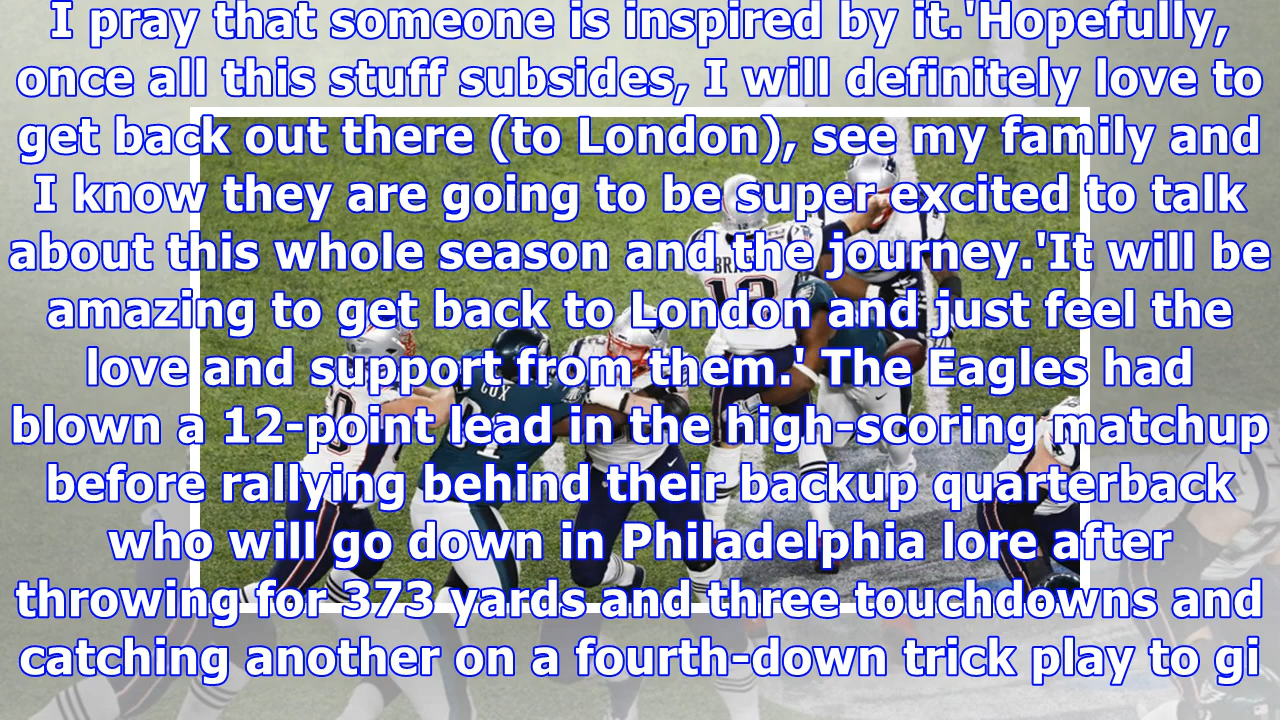 I pray that someone is inspired by it.'Hopefully,
once all this stuff subsides, I will definitely love to
get back out there (to London), see my family and
I know they are going to be super excited to talk
about this whole season and the journey.'It will be
amazing to get back to London and just feel the
love and support from them.' The Eagles had
blown a 12-point lead in the high-scoring matchup
before rallying behind their backup quarterback
who will go down in Philadelphia lore after
throwing for 373 yards and three touchdowns and
catching another on a fourth-down trick play to gi
12
COX